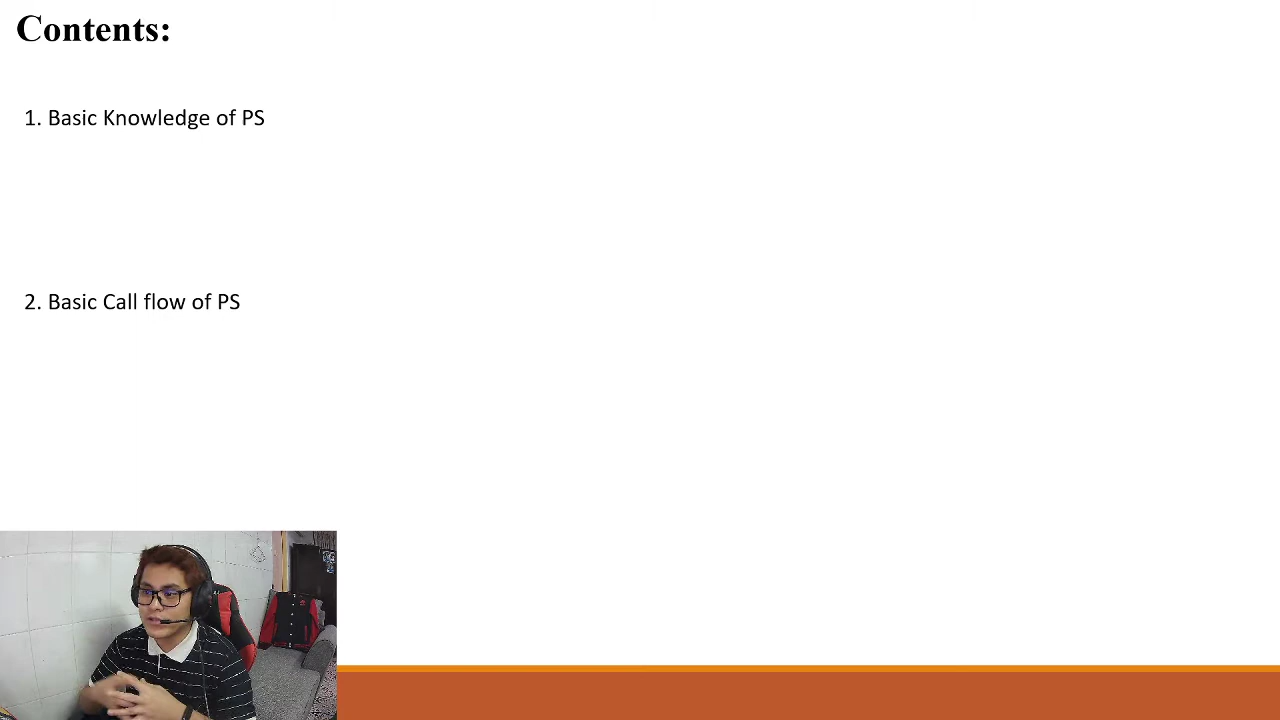 Contents:
1. Basic Knowledge of PS
2. Basic Call flow of PS